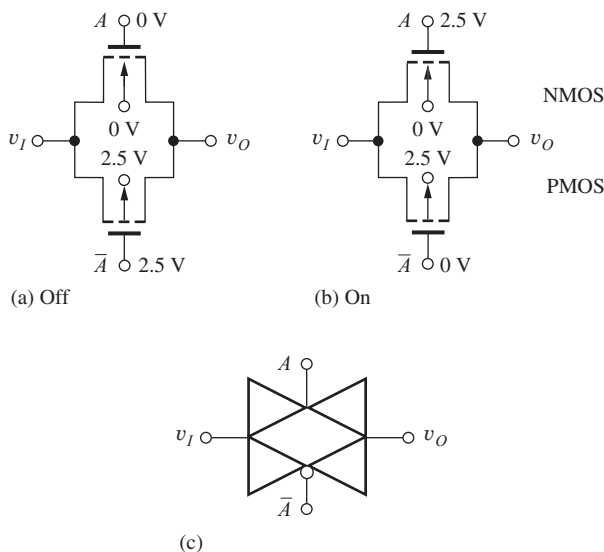 A 0 V A 2.5 V
NMOS
0 V 0 V
v_I v_O v_I v_O
2.5 V 2.5 V
PMOS
A̅ 2.5 V A̅ 0 V
(a) Off (b) On
A
v_I v_O
A̅
(c)